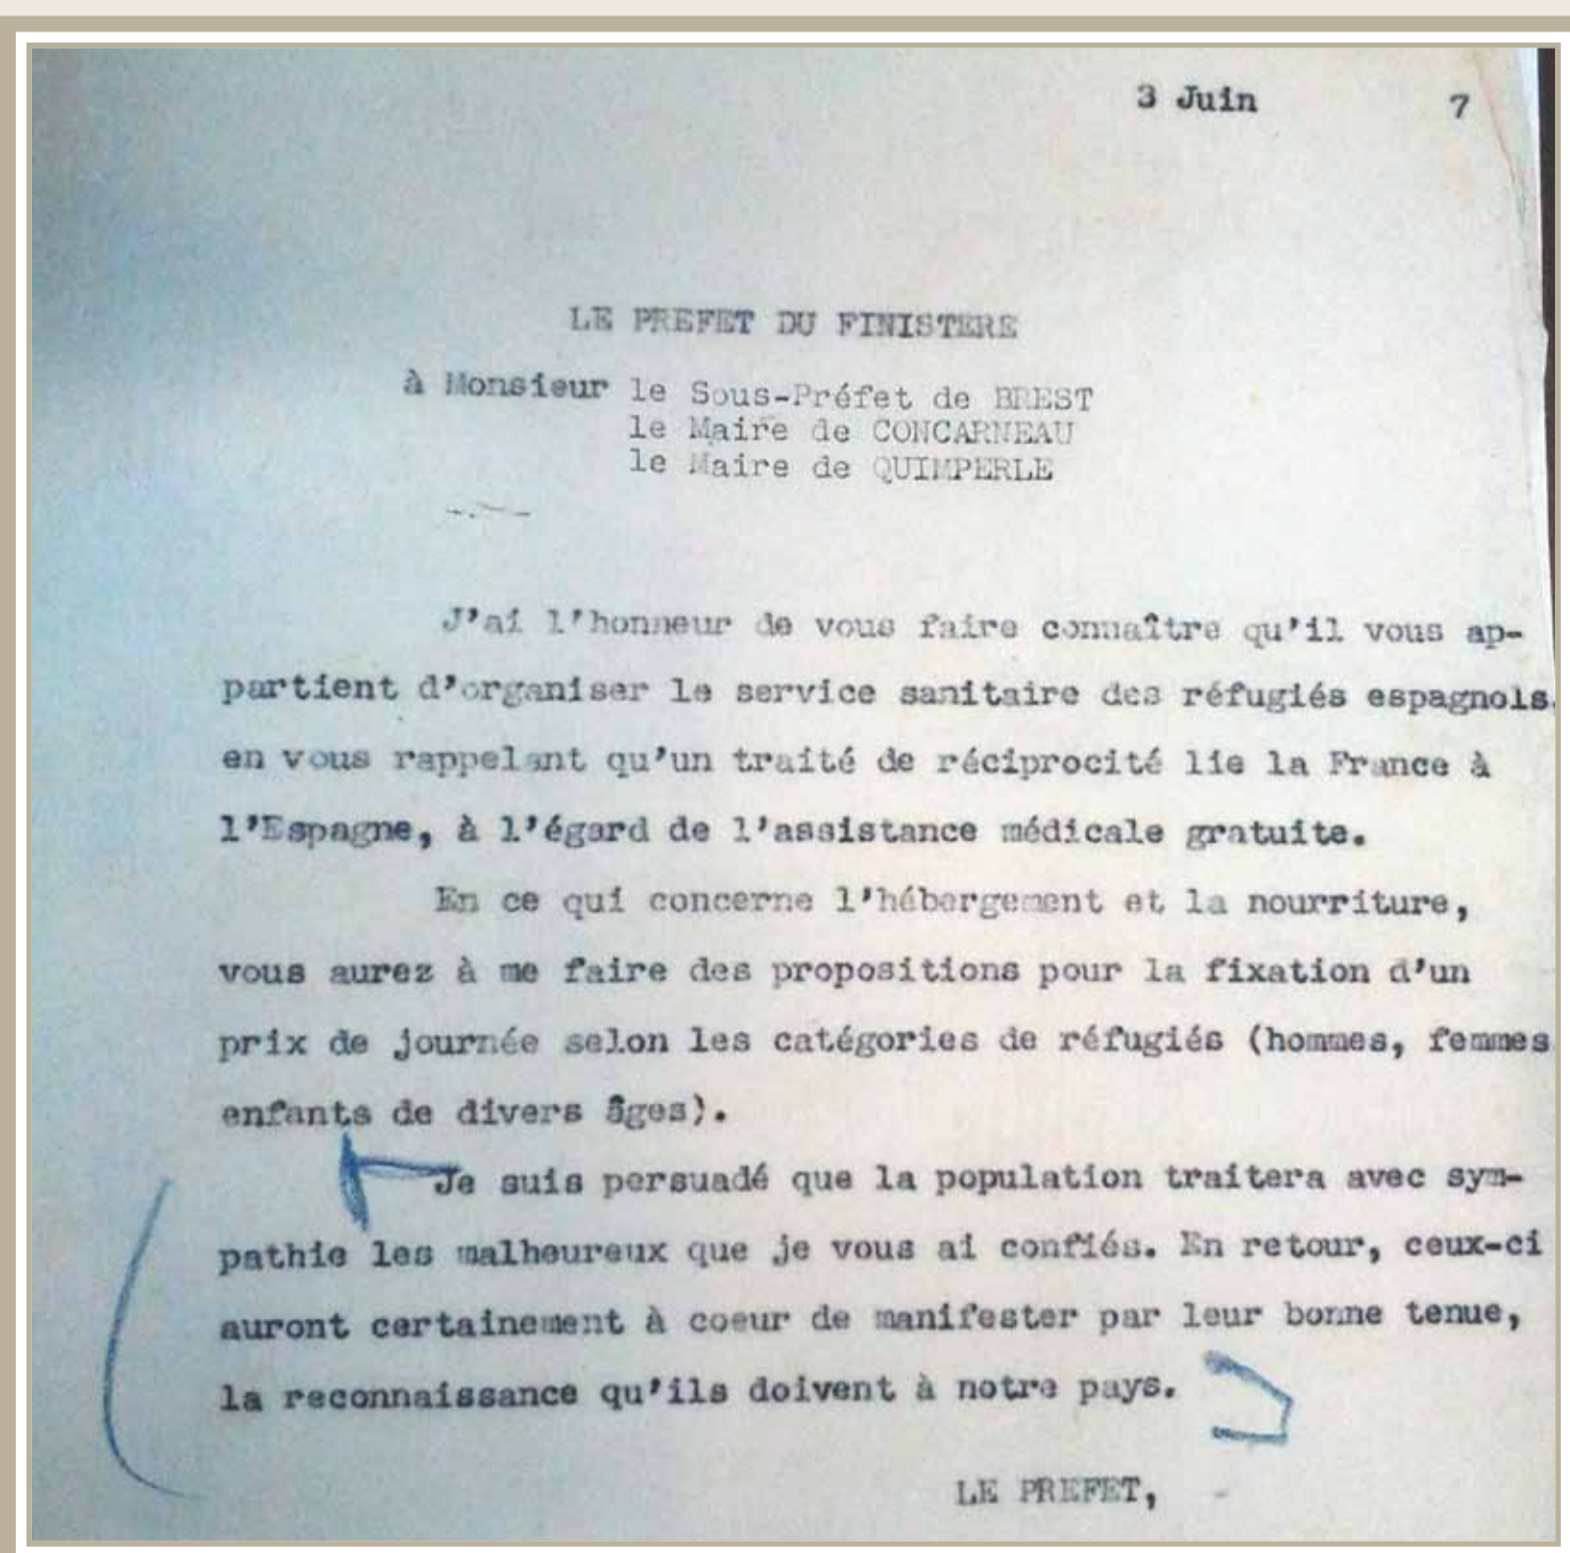 3 Juin 7
LE PREFET DU FINISTERE
à Monsieur le Sous-Préfet de BREST
le Maire de CONCARNEAU
le Maire de QUIMPERLE
J'ai l'honneur de vous faire connaître qu'il vous ap-
partient d'organiser le service sanitaire des réfugiés espagnols,
en vous rappelant qu'un traité de réciprocité lie la France à
l'Espagne, à l'égard de l'assistance médicale gratuite.
En ce qui concerne l'hébergement et la nourriture,
vous aurez à me faire des propositions pour la fixation d'un
prix de journée selon les catégories de réfugiés (hommes, femmes
enfants de divers âges).
Je suis persuadé que la population traitera avec sym-
pathie les malheureux que je vous ai confiés. En retour, ceux-ci
auront certainement à coeur de manifester par leur bonne tenue,
la reconnaissance qu'ils doivent à notre pays.
LE PREFET,